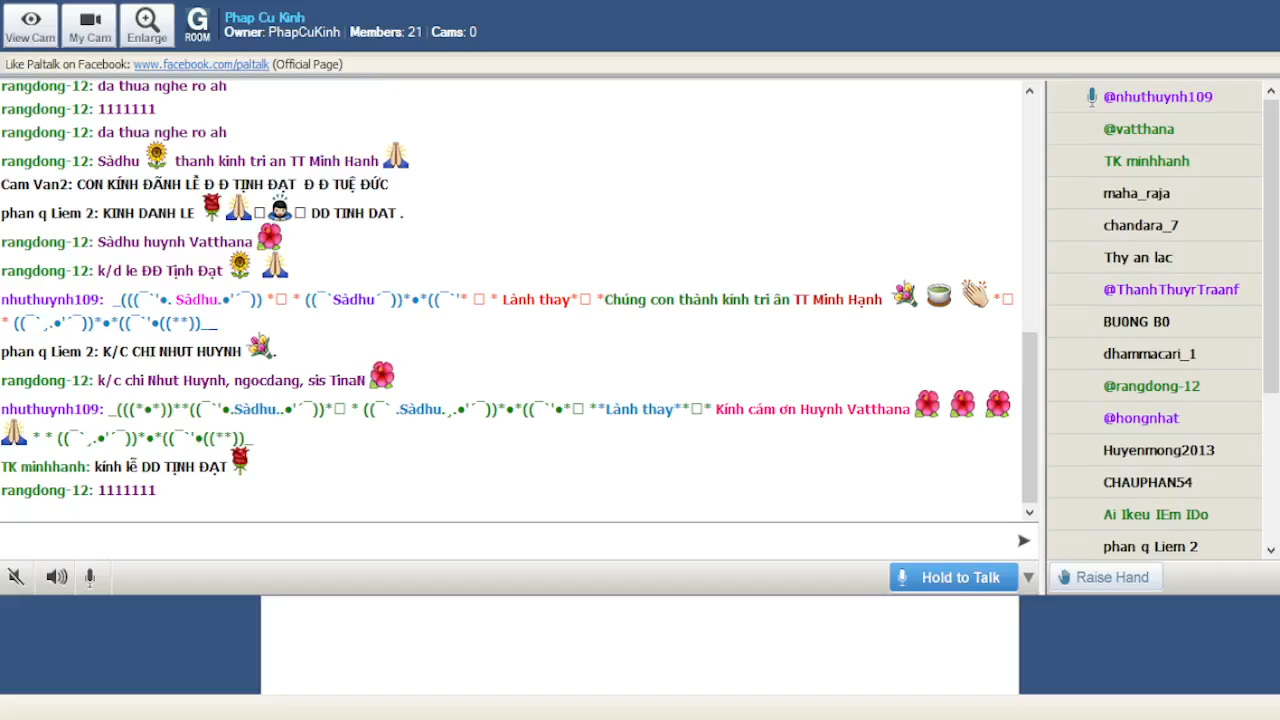 View Cam
My Cam
Enlarge
G
ROOM
Phap Cu Kinh
Owner: PhapCuKinh | Members: 21 | Cams: 0
Like Paltalk on Facebook: www.facebook.com/paltalk (Official Page)
rangdong-12: da thua nghe ro ah
rangdong-12: 1111111
rangdong-12: da thua nghe ro ah
rangdong-12: Sàdhu thanh kinh tri an TT Minh Hanh
Cam Van2: CON KÍNH ĐÃNH LỄ Đ Đ TỊNH ĐẠT Đ Đ TUỆ ĐỨC
phan q Liem 2: KINH DANH LE DD TINH DAT .
rangdong-12: Sàdhu huynh Vatthana
rangdong-12: k/d le ĐĐ Tịnh Đạt
nhuthuynh109: _(((¯`'•. Sàdhu.•'´¯)) *□ * ((¯`Sàdhu´¯))*•*((¯`'* □ * Lành thay*□ *Chúng con thành kính tri ân TT Minh Hạnh *□
* ((¯`¸.•'´¯))*•*((¯`'•((**))__
phan q Liem 2: K/C CHI NHUT HUYNH .
rangdong-12: k/c chi Nhut Huynh, ngocdang, sis TinaN
nhuthuynh109: _(((*•*))**((¯`'•.Sàdhu..•'´¯))*□ * ((¯` .Sàdhu.¸.•'´¯))*•*((¯`'•*□ **Lành thay**□* Kính cám ơn Huynh Vatthana
* * ((¯`¸.•'´¯))*•*((¯`'•((**))_
TK minhhanh: kính lễ DD TỊNH ĐẠT
rangdong-12: 1111111
Hold to Talk
@nhuthuynh109
@vatthana
TK minhhanh
maha_raja
chandara_7
Thy an lac
@ThanhThuyrTraanf
BU0NG B0
dhammacari_1
@rangdong-12
@hongnhat
Huyenmong2013
CHAUPHAN54
Ai Ikeu IEm IDo
phan q Liem 2
Raise Hand